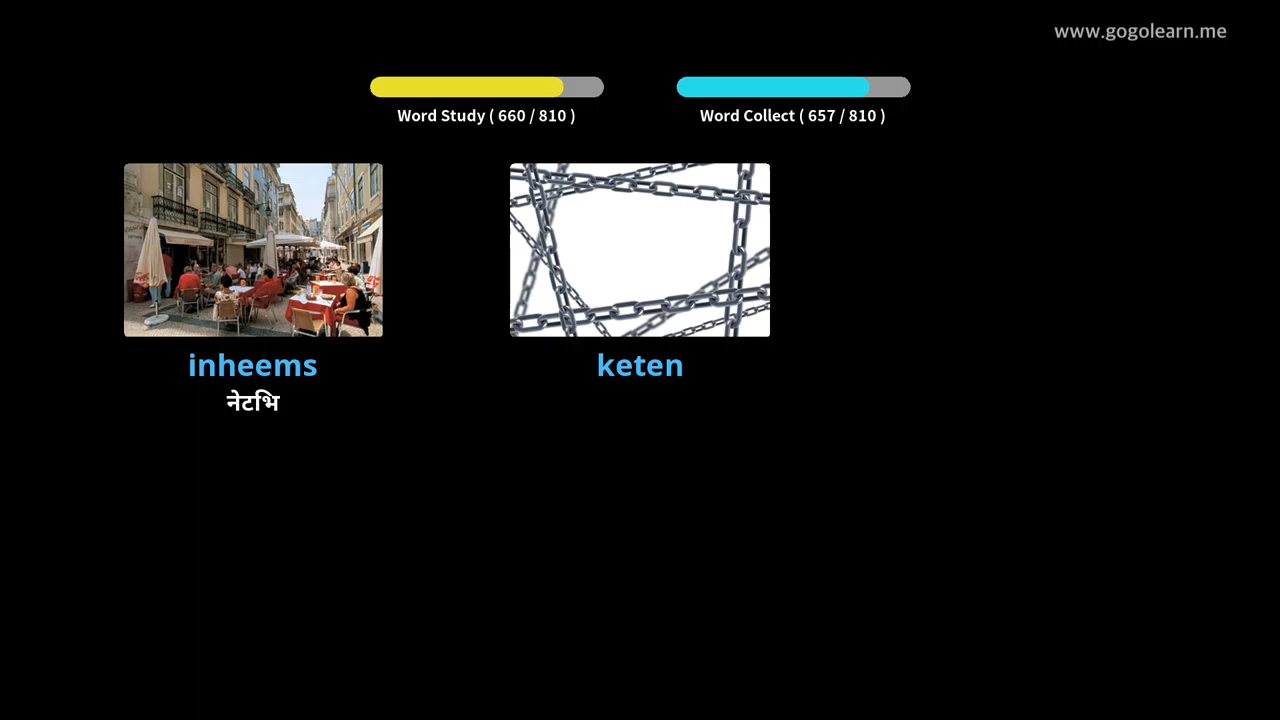 www.gogolearn.me
Word Study ( 660 / 810 )
Word Collect ( 657 / 810 )
inheems
keten
नेटभि